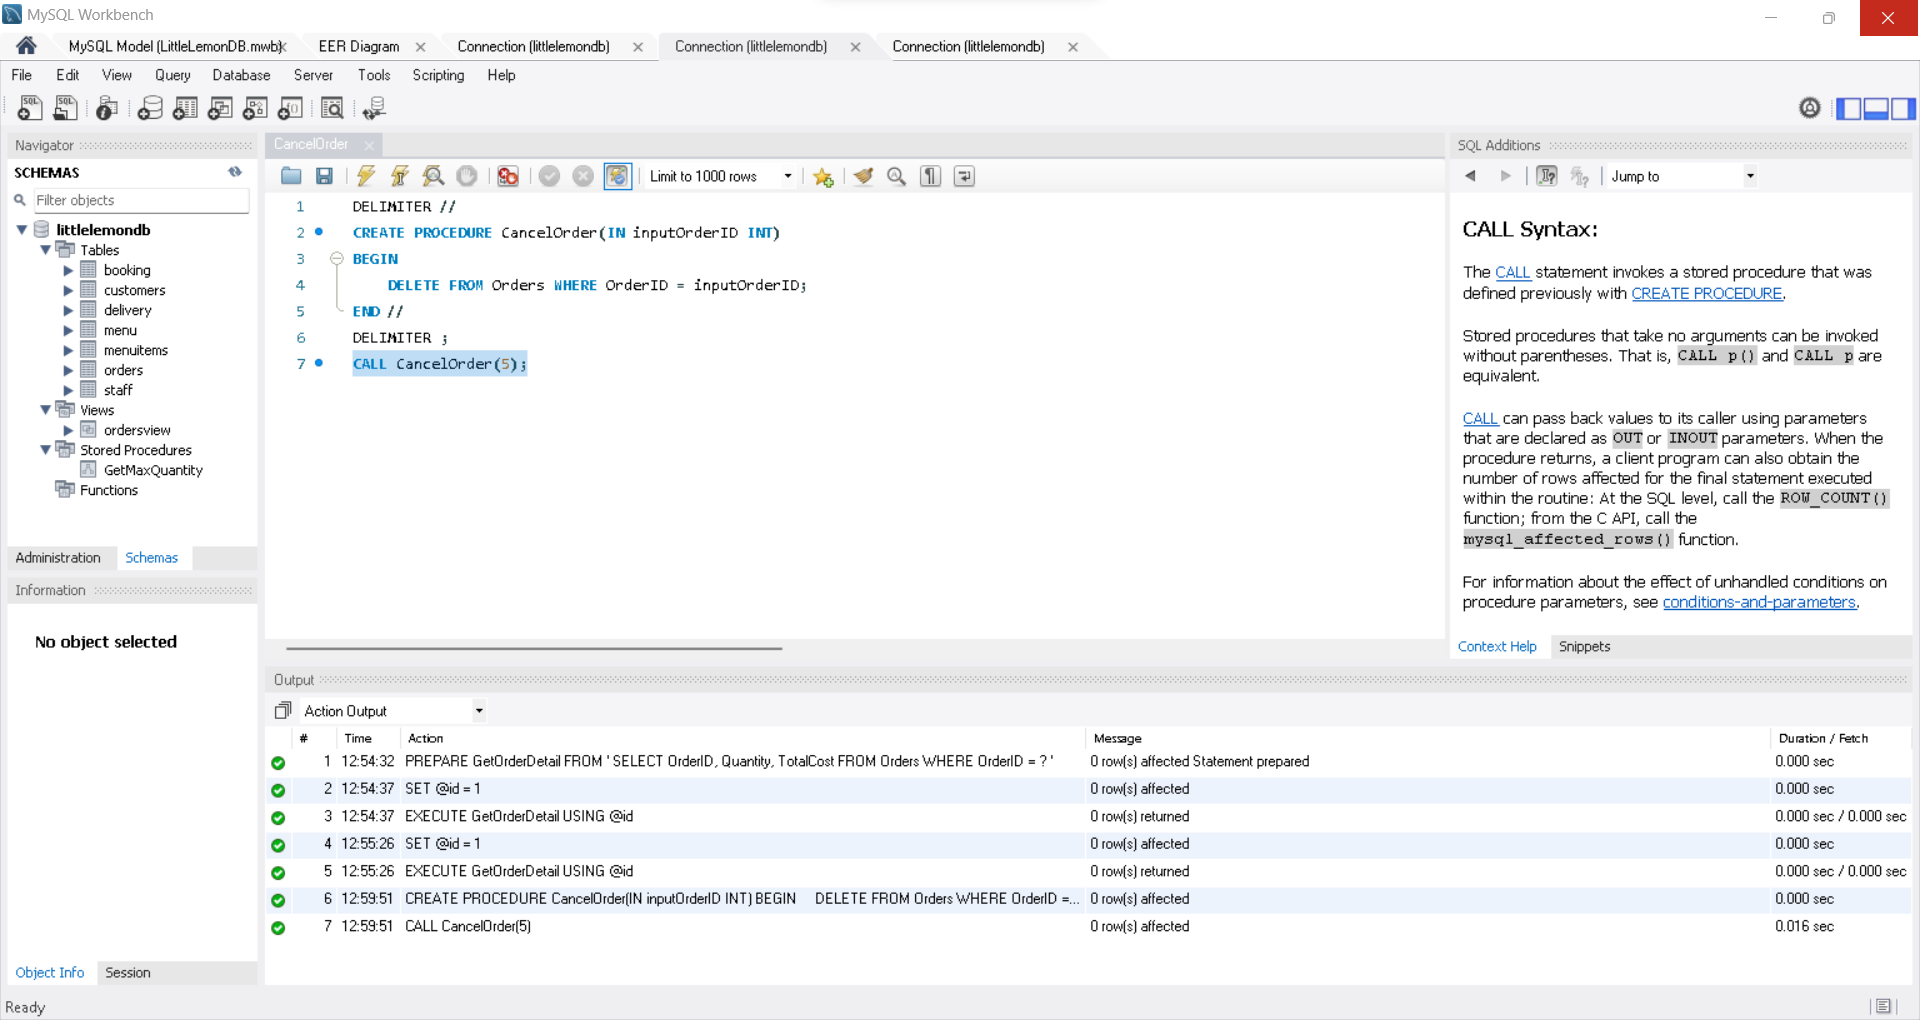 MySQL Workbench
MySQL Model (LittleLemonDB.mwb)
EER Diagram
Connection (littlelemondb)
Connection (littlelemondb)
Connection (littlelemondb)
File Edit View Query Database Server Tools Scripting Help
Navigator
SCHEMAS
Filter objects
littlelemondb
Tables
booking
customers
delivery
menu
menuitems
orders
staff
Views
ordersview
Stored Procedures
GetMaxQuantity
Functions
Administration Schemas
Information
No object selected
Object Info Session
CancelOrder
Limit to 1000 rows
1 DELIMITER //
2 CREATE PROCEDURE CancelOrder(IN inputOrderID INT)
3 BEGIN
4 DELETE FROM Orders WHERE OrderID = inputOrderID;
5 END //
6 DELIMITER ;
7 CALL CancelOrder(5);
SQL Additions
Jump to
CALL Syntax:
The CALL statement invokes a stored procedure that was
defined previously with CREATE PROCEDURE.
Stored procedures that take no arguments can be invoked
without parentheses. That is, CALL p() and CALL p are
equivalent.
CALL can pass back values to its caller using parameters
that are declared as OUT or INOUT parameters. When the
procedure returns, a client program can also obtain the
number of rows affected for the final statement executed
within the routine: At the SQL level, call the ROW_COUNT()
function; from the C API, call the
mysql_affected_rows() function.
For information about the effect of unhandled conditions on
procedure parameters, see conditions-and-parameters.
Context Help Snippets
Output
Action Output
# Time Action Message Duration / Fetch
1 12:54:32 PREPARE GetOrderDetail FROM ' SELECT OrderID, Quantity, TotalCost FROM Orders WHERE OrderID = ? ' 0 row(s) affected Statement prepared 0.000 sec
2 12:54:37 SET @id = 1 0 row(s) affected 0.000 sec
3 12:54:37 EXECUTE GetOrderDetail USING @id 0 row(s) returned 0.000 sec / 0.000 sec
4 12:55:26 SET @id = 1 0 row(s) affected 0.000 sec
5 12:55:26 EXECUTE GetOrderDetail USING @id 0 row(s) returned 0.000 sec / 0.000 sec
6 12:59:51 CREATE PROCEDURE CancelOrder(IN inputOrderID INT) BEGIN DELETE FROM Orders WHERE OrderID =... 0 row(s) affected 0.000 sec
7 12:59:51 CALL CancelOrder(5) 0 row(s) affected 0.016 sec
Ready